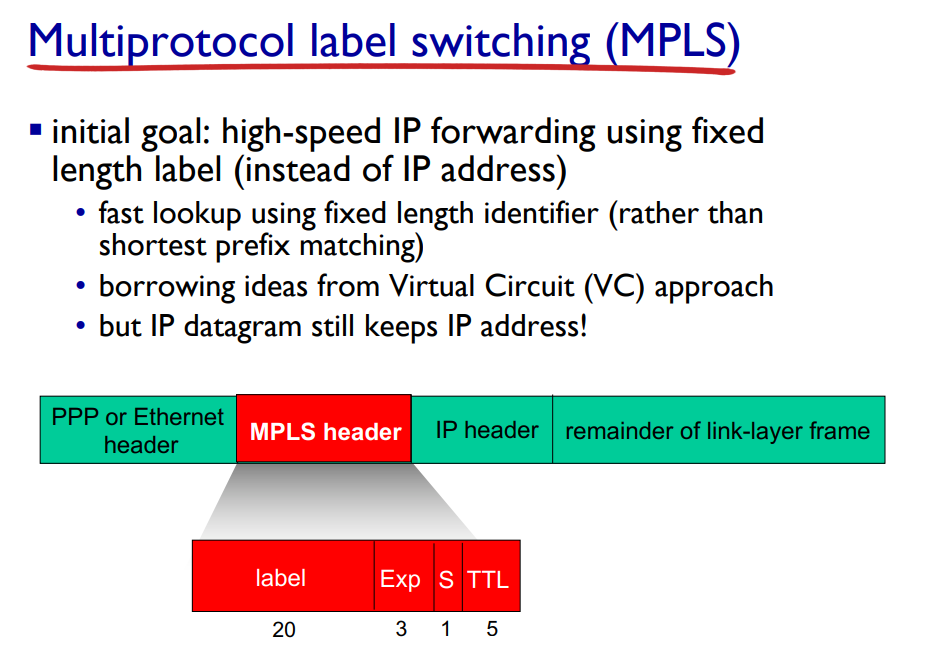 Multiprotocol label switching (MPLS)
▪ initial goal: high-speed IP forwarding using fixed
length label (instead of IP address)
• fast lookup using fixed length identifier (rather than
shortest prefix matching)
• borrowing ideas from Virtual Circuit (VC) approach
• but IP datagram still keeps IP address!
PPP or Ethernet
header
MPLS header
IP header
remainder of link-layer frame
label
Exp
S
TTL
20
3
1
5